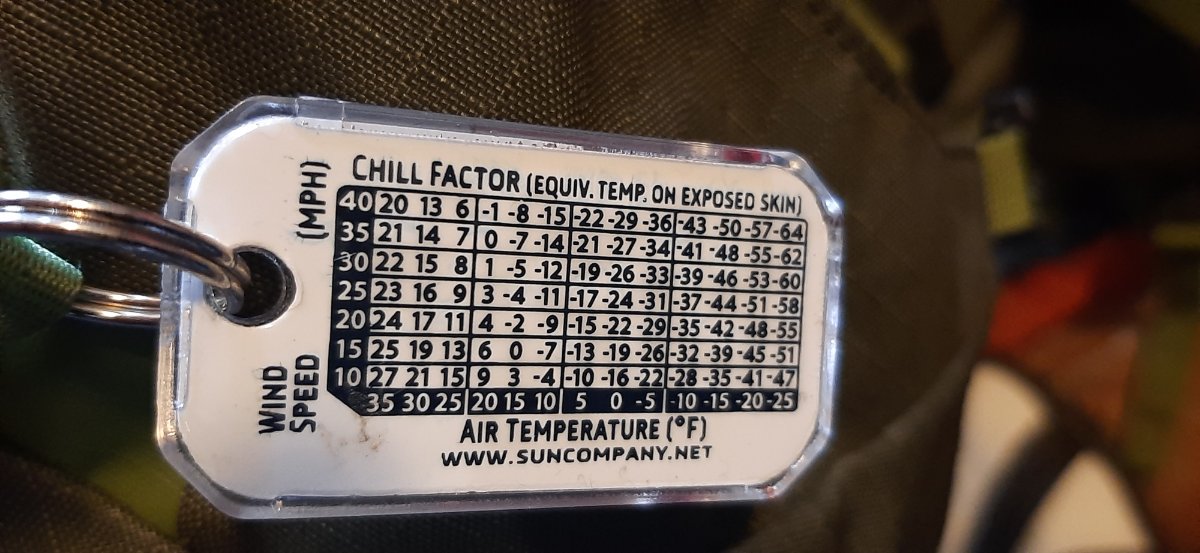 CHILL FACTOR (EQUIV. TEMP. ON EXPOSED SKIN)
WIND SPEED (MPH)
40 20 13 6 -1 -8 -15 -22 -29 -36 -43 -50 -57 -64
35 21 14 7 0 -7 -14 -21 -27 -34 -41 -48 -55 -62
30 22 15 8 1 -5 -12 -19 -26 -33 -39 -46 -53 -60
25 23 16 9 3 -4 -11 -17 -24 -31 -37 -44 -51 -58
20 24 17 11 4 -2 -9 -15 -22 -29 -35 -42 -48 -55
15 25 19 13 6 0 -7 -13 -19 -26 -32 -39 -45 -51
10 27 21 15 9 3 -4 -10 -16 -22 -28 -35 -41 -47
35 30 25 20 15 10 5 0 -5 -10 -15 -20 -25
AIR TEMPERATURE (°F)
WWW.SUNCOMPANY.NET